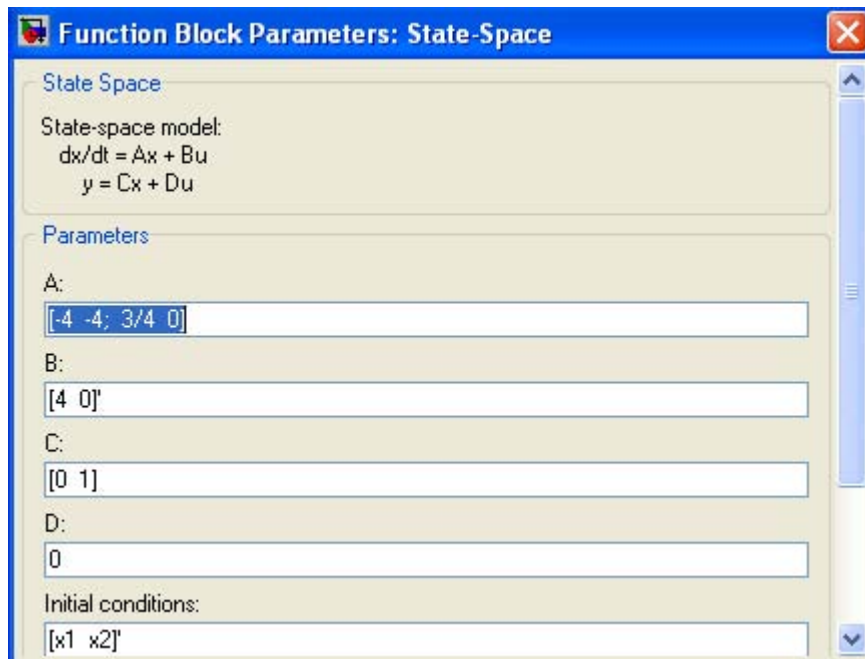 Function Block Parameters: State-Space
State Space
State-space model:
dx/dt = Ax + Bu
y = Cx + Du
Parameters
A:
[-4 -4; 3/4 0]
B:
[4 0]'
C:
[0 1]
D:
0
Initial conditions:
[x1 x2]'